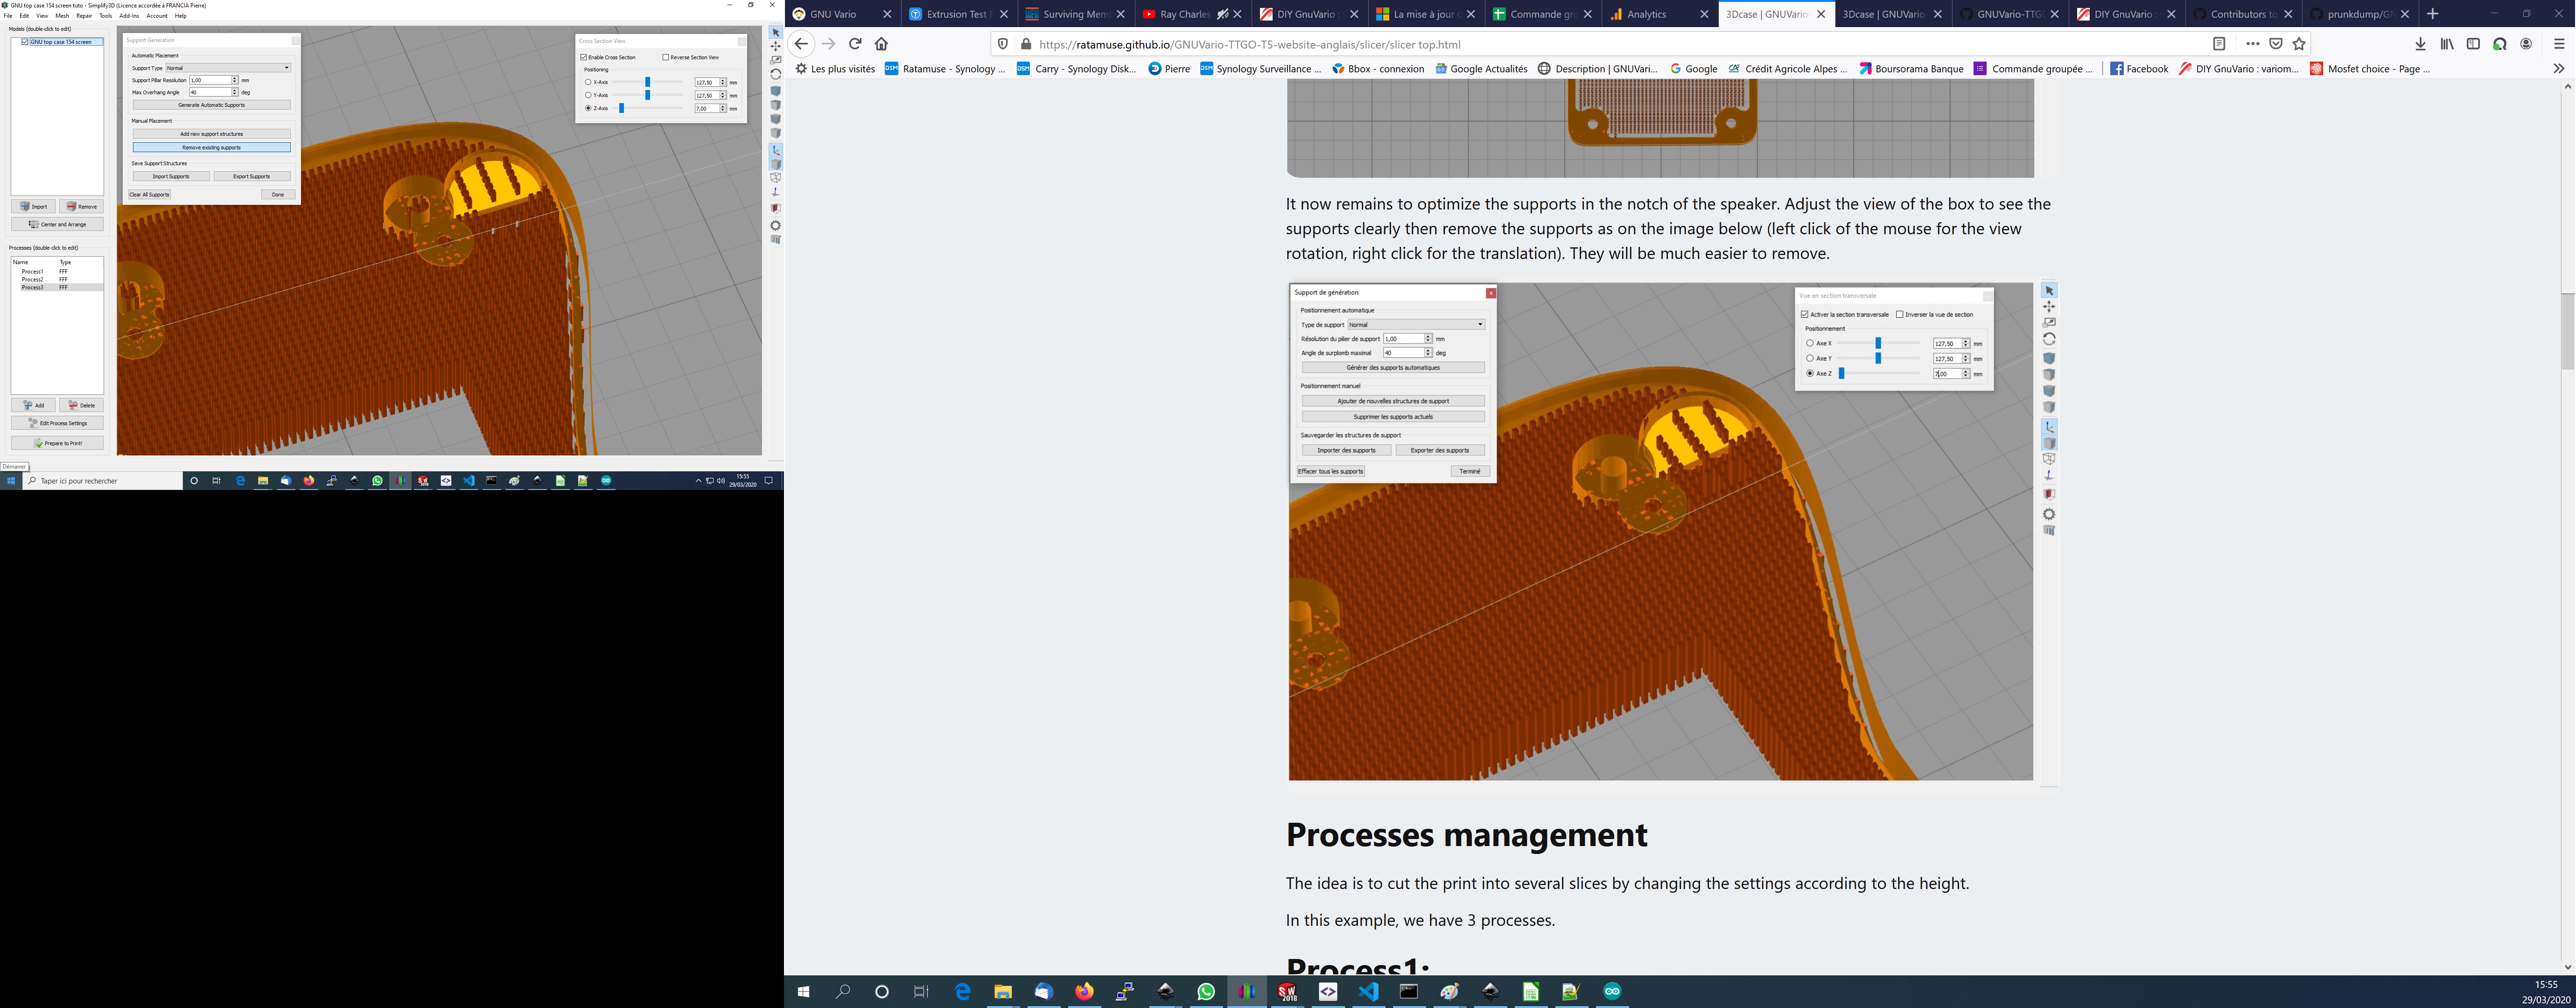 GNU top case 154 screen tuto - Simplify3D (Licence accordée à FRANCIA Pierre)
File Edit View Mesh Repair Tools Add-Ins Account Help
Models (double-click to edit)
GNU top case 154 screen
Import Remove
Center and Arrange
Processes (double-click to edit)
Name Type
Process1 FFF
Process2 FFF
Process3 FFF
Add Delete
Edit Process Settings
Prepare to Print!
Démarrer
Support Generation
Automatic Placement
Support Type Normal
Support Pillar Resolution 1,00 mm
Max Overhang Angle 40 deg
Generate Automatic Supports
Manual Placement
Add new support structures
Remove existing supports
Save Support Structures
Import Supports Export Supports
Clear All Supports Done
Cross Section View
Enable Cross Section Reverse Section View
Positioning
X-Axis 127,50 mm
Y-Axis 127,50 mm
Z-Axis 7,00 mm
Taper ici pour rechercher
15:55
29/03/2020
GNU Vario Extrusion Test Surviving Mem Ray Charles DIY GnuVario : La mise à jour Commande gr Analytics 3Dcase | GNUVario 3Dcase | GNUVario GNUVario-TTG DIY GnuVario : Contributors to prunkdump/GN
https://ratamuse.github.io/GNUVario-TTGO-T5-website-anglais/slicer/slicer top.html
Les plus visités Ratamuse - Synology ... Carry - Synology Disk... Pierre Synology Surveillance ... Bbox - connexion Google Actualités Description | GNUVari... Google Crédit Agricole Alpes ... Boursorama Banque Commande groupée ... Facebook DIY GnuVario : variom... Mosfet choice - Page ...
It now remains to optimize the supports in the notch of the speaker. Adjust the view of the box to see the
supports clearly then remove the supports as on the image below (left click of the mouse for the view
rotation, right click for the translation). They will be much easier to remove.
Support de génération
Positionnement automatique
Type de support Normal
Résolution du pilier de support 1,00 mm
Angle de surplomb maximal 40 deg
Générer des supports automatiques
Positionnement manuel
Ajouter de nouvelles structures de support
Supprimer les supports actuels
Sauvegarder les structures de support
Importer des supports Exporter des supports
Effacer tous les supports Terminé
Vue en section transversale
Activer la section transversale Inverser la vue de section
Positionnement
Axe X 127,50 mm
Axe Y 127,50 mm
Axe Z 7,00 mm
Processes management
The idea is to cut the print into several slices by changing the settings according to the height.
In this example, we have 3 processes.
Process1:
15:55
29/03/2020